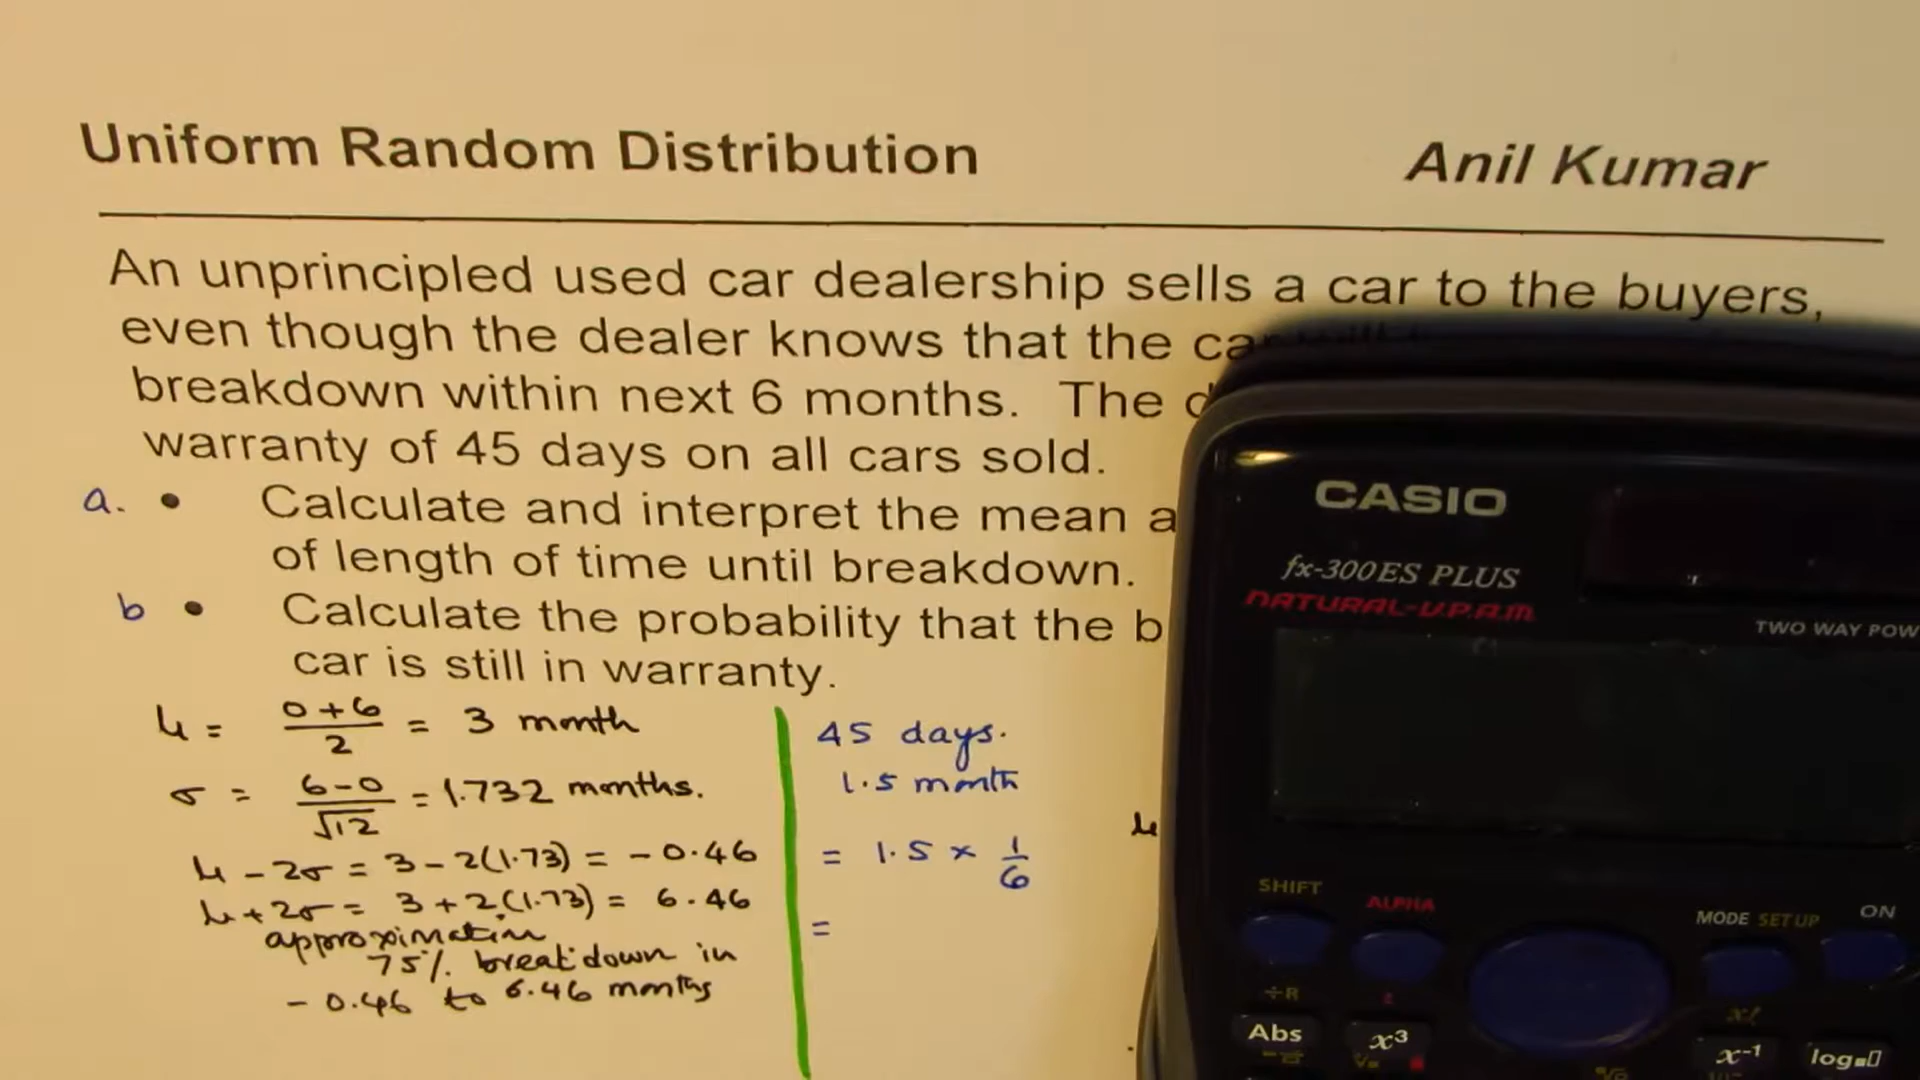 Uniform Random Distribution Anil Kumar
An unprincipled used car dealership sells a car to the buyers,
even though the dealer knows that the car will
breakdown within next 6 months. The d
warranty of 45 days on all cars sold.
a. • Calculate and interpret the mean a
of length of time until breakdown.
b • Calculate the probability that the b
car is still in warranty.
μ = 0+6/2 = 3 month
σ = 6-0/√12 = 1.732 months.
μ - 2σ = 3 - 2(1.73) = - 0.46
μ + 2σ = 3 + 2(1.73) = 6.46
approximation
75% breakdown in
- 0.46 to 6.46 months
45 days.
1.5 month
= 1.5 × 1/6
=
μ
CASIO
fx-300ES PLUS
NATURAL-V.P.A.M.
TWO WAY POW
SHIFT ALPHA MODE SETUP ON
÷R x!
Abs x³ x⁻¹ log▪□